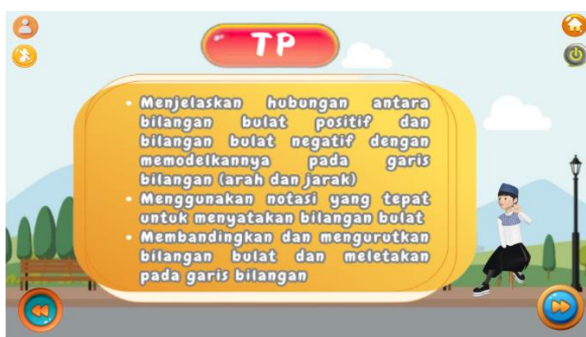 TP
• Menjelaskan hubungan antara
bilangan bulat positif dan
bilangan bulat negatif dengan
memodelkannya pada garis
bilangan (arah dan jarak)
• Menggunakan notasi yang tepat
untuk menyatakan bilangan bulat
• Membandingkan dan mengurutkan
bilangan bulat dan meletakan
pada garis bilangan